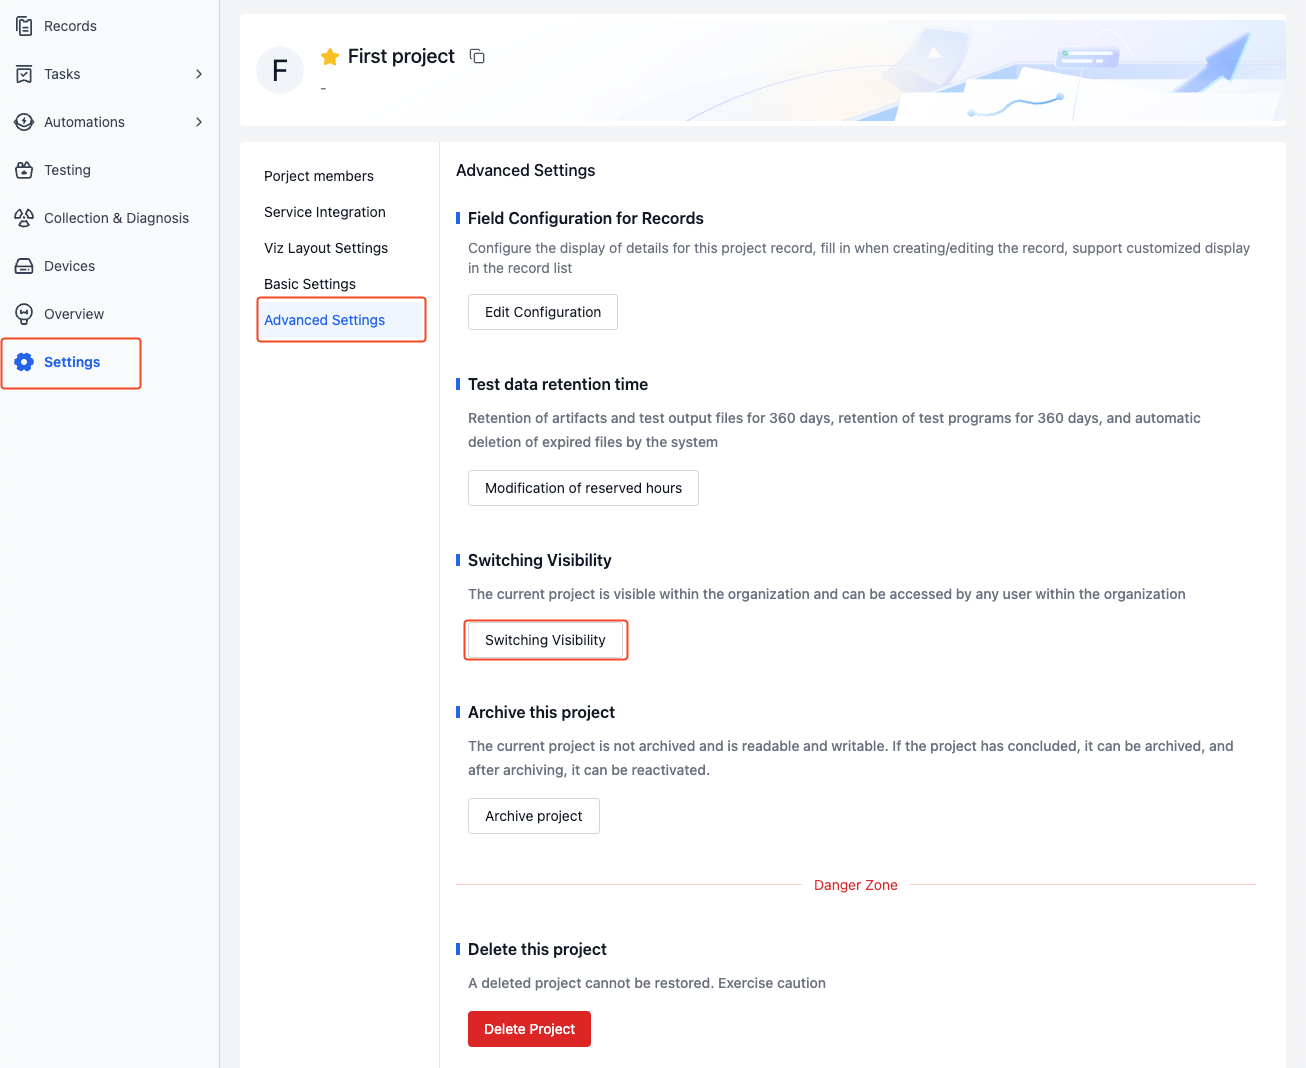 Records
Tasks
Automations
Testing
Collection & Diagnosis
Devices
Overview
Settings
F
First project
-
Porject members
Service Integration
Viz Layout Settings
Basic Settings
Advanced Settings
Advanced Settings
Field Configuration for Records
Configure the display of details for this project record, fill in when creating/editing the record, support customized display
in the record list
Edit Configuration
Test data retention time
Retention of artifacts and test output files for 360 days, retention of test programs for 360 days, and automatic
deletion of expired files by the system
Modification of reserved hours
Switching Visibility
The current project is visible within the organization and can be accessed by any user within the organization
Switching Visibility
Archive this project
The current project is not archived and is readable and writable. If the project has concluded, it can be archived, and
after archiving, it can be reactivated.
Archive project
Danger Zone
Delete this project
A deleted project cannot be restored. Exercise caution
Delete Project